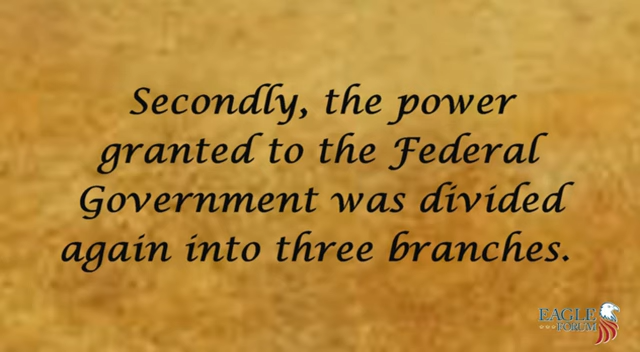 Secondly, the power
granted to the Federal
Government was divided
again into three branches.
EAGLE
FORUM